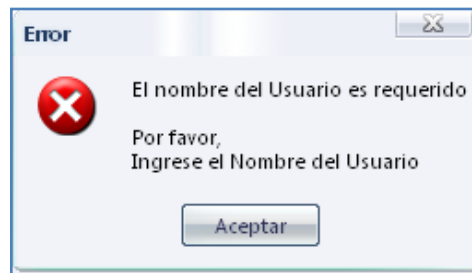 Error
El nombre del Usuario es requerido
Por favor,
Ingrese el Nombre del Usuario
Aceptar